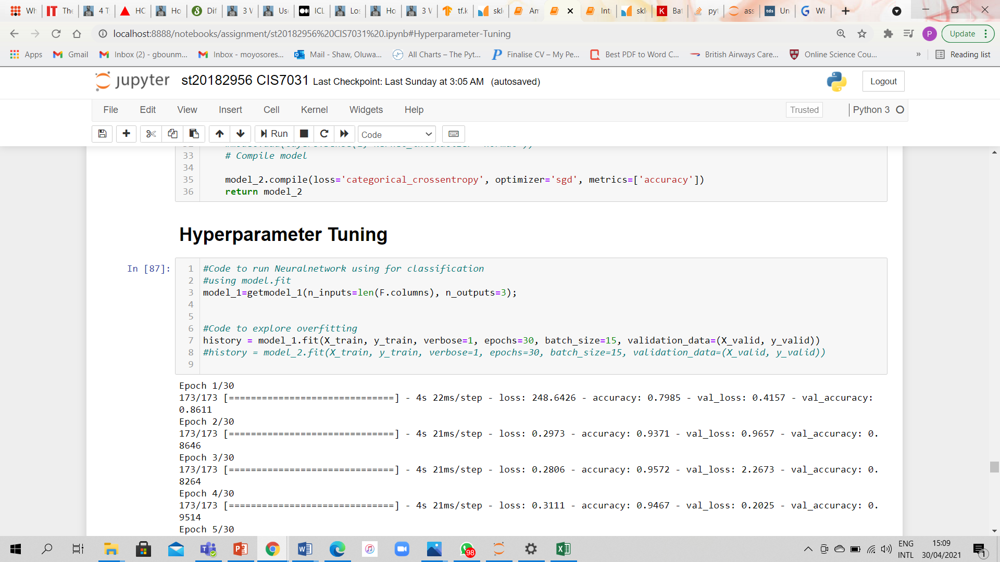 Wh The 4 T HC Ho Dif 3 V Us ICL Los Ho 3 V tf.k skl An Int skl Bat pyt ass Un Wh
localhost:8888/notebooks/assignment/st20182956%20CIS7031%20.ipynb#Hyperparameter-Tuning P Update
Apps Gmail Inbox (2) - gbounm... Inbox - moyosores... Mail - Shaw, Oluwa... All Charts – The Pyt... Finalise CV – My Pe... Best PDF to Word C... British Airways Care... Online Science Cou... » Reading list
jupyter st20182956 CIS7031 Last Checkpoint: Last Sunday at 3:05 AM (autosaved) Logout
File Edit View Insert Cell Kernel Widgets Help Trusted Python 3
Run Code
33 # Compile model
34
35 model_2.compile(loss='categorical_crossentropy', optimizer='sgd', metrics=['accuracy'])
36 return model_2
Hyperparameter Tuning
In [87]: 1 #Code to run Neuralnetwork using for classification
2 #using model.fit
3 model_1=getmodel_1(n_inputs=len(F.columns), n_outputs=3);
4
5
6 #Code to explore overfitting
7 history = model_1.fit(X_train, y_train, verbose=1, epochs=30, batch_size=15, validation_data=(X_valid, y_valid))
8 #history = model_2.fit(X_train, y_train, verbose=1, epochs=30, batch_size=15, validation_data=(X_valid, y_valid))
9
Epoch 1/30
173/173 [==============================] - 4s 22ms/step - loss: 248.6426 - accuracy: 0.7985 - val_loss: 0.4157 - val_accuracy:
0.8611
Epoch 2/30
173/173 [==============================] - 4s 21ms/step - loss: 0.2973 - accuracy: 0.9371 - val_loss: 0.9657 - val_accuracy: 0.
8646
Epoch 3/30
173/173 [==============================] - 4s 21ms/step - loss: 0.2806 - accuracy: 0.9572 - val_loss: 2.2673 - val_accuracy: 0.
8264
Epoch 4/30
173/173 [==============================] - 4s 21ms/step - loss: 0.3111 - accuracy: 0.9467 - val_loss: 0.2025 - val_accuracy: 0.
9514
Epoch 5/30
98 ENG 15:09
INTL 30/04/2021 1